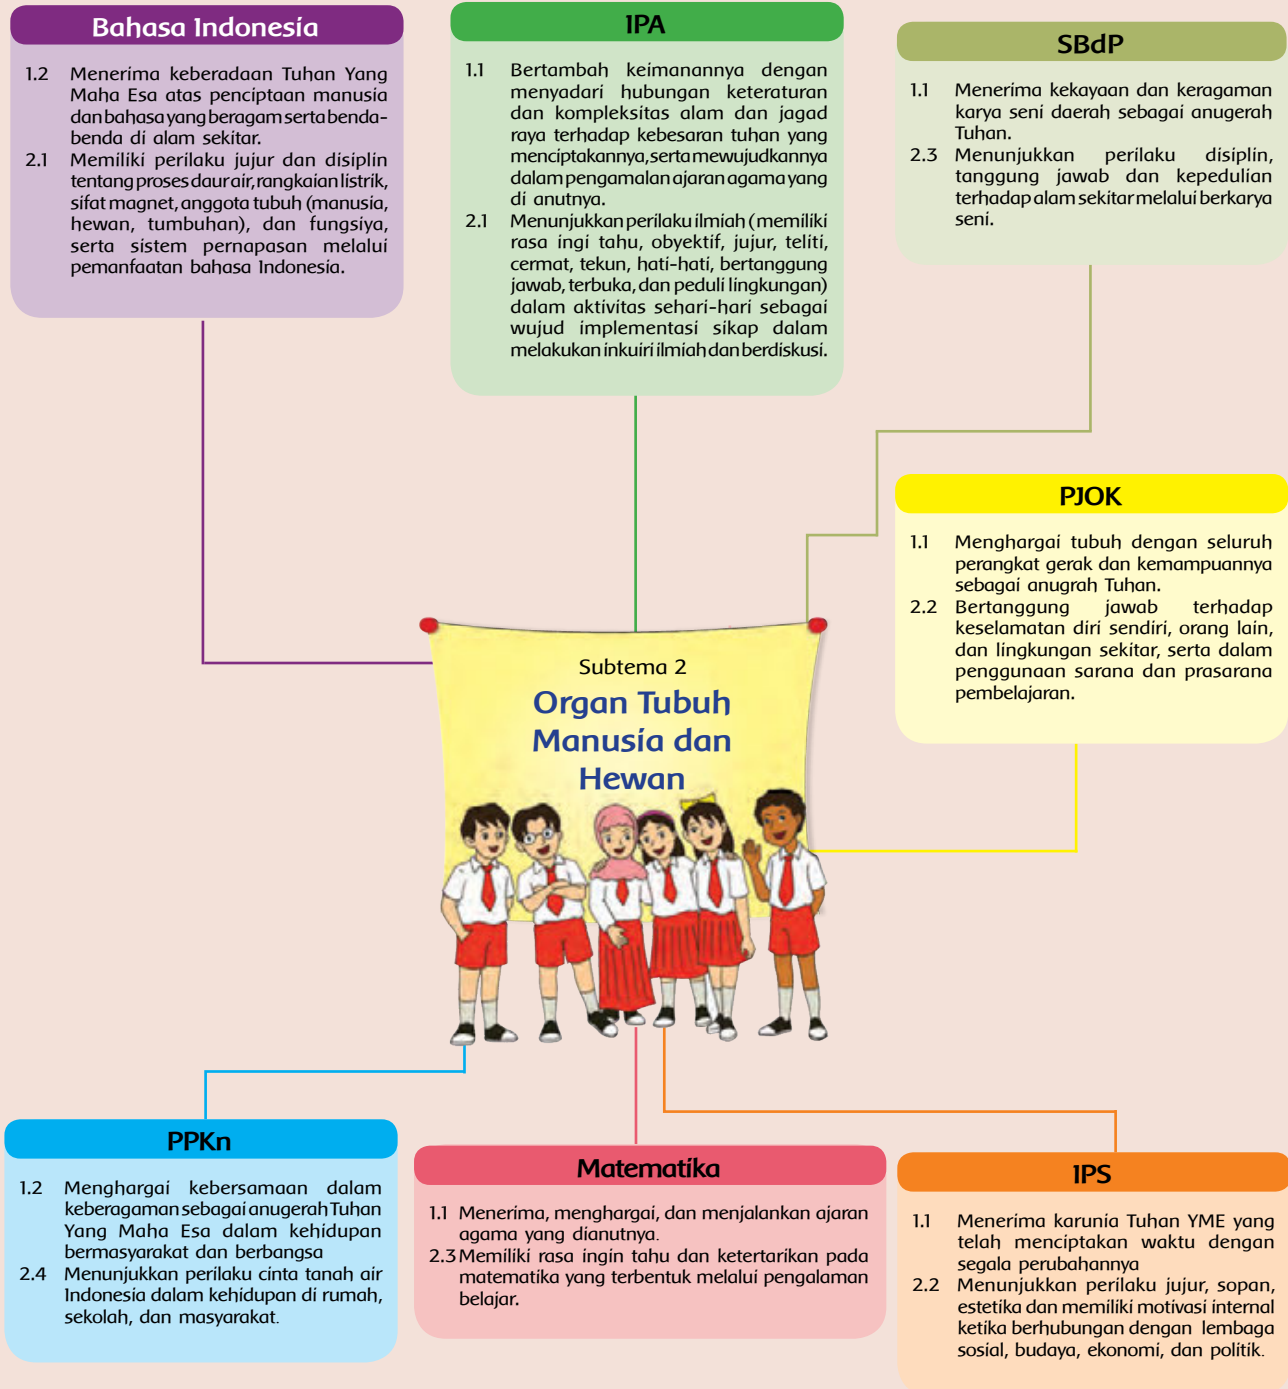 Bahasa Indonesia
1.2 Menerima keberadaan Tuhan Yang
Maha Esa atas penciptaan manusia
dan bahasa yang beragam serta benda-
benda di alam sekitar.
2.1 Memiliki perilaku jujur dan disiplin
tentang proses daur air, rangkaian listrik,
sifat magnet, anggota tubuh (manusia,
hewan, tumbuhan), dan fungsiya,
serta sistem pernapasan melalui
pemanfaatan bahasa Indonesia.
IPA
1.1 Bertambah keimanannya dengan
menyadari hubungan keteraturan
dan kompleksitas alam dan jagad
raya terhadap kebesaran tuhan yang
menciptakannya, serta mewujudkannya
dalam pengamalan ajaran agama yang
di anutnya.
2.1 Menunjukkan perilaku ilmiah (memiliki
rasa ingi tahu, obyektif, jujur, teliti,
cermat, tekun, hati-hati, bertanggung
jawab, terbuka, dan peduli lingkungan)
dalam aktivitas sehari-hari sebagai
wujud implementasi sikap dalam
melakukan inkuiri ilmiah dan berdiskusi.
SBdP
1.1 Menerima kekayaan dan keragaman
karya seni daerah sebagai anugerah
Tuhan.
2.3 Menunjukkan perilaku disiplin,
tanggung jawab dan kepedulian
terhadap alam sekitar melalui berkarya
seni.
PJOK
1.1 Menghargai tubuh dengan seluruh
perangkat gerak dan kemampuannya
sebagai anugrah Tuhan.
2.2 Bertanggung jawab terhadap
keselamatan diri sendiri, orang lain,
dan lingkungan sekitar, serta dalam
penggunaan sarana dan prasarana
pembelajaran.
Subtema 2
Organ Tubuh
Manusia dan
Hewan
PPKn
1.2 Menghargai kebersamaan dalam
keberagaman sebagai anugerah Tuhan
Yang Maha Esa dalam kehidupan
bermasyarakat dan berbangsa
2.4 Menunjukkan perilaku cinta tanah air
Indonesia dalam kehidupan di rumah,
sekolah, dan masyarakat.
Matematika
1.1 Menerima, menghargai, dan menjalankan ajaran
agama yang dianutnya.
2.3 Memiliki rasa ingin tahu dan ketertarikan pada
matematika yang terbentuk melalui pengalaman
belajar.
IPS
1.1 Menerima karunia Tuhan YME yang
telah menciptakan waktu dengan
segala perubahannya
2.2 Menunjukkan perilaku jujur, sopan,
estetika dan memiliki motivasi internal
ketika berhubungan dengan lembaga
sosial, budaya, ekonomi, dan politik.